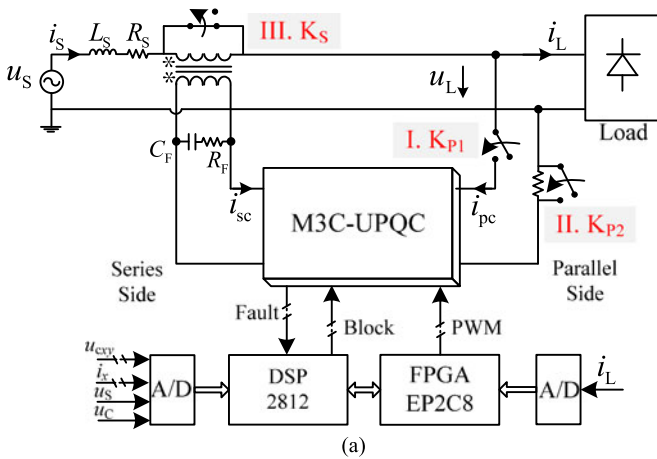 III. K_S
i_S
L_S
R_S
i_L
u_S
*
*
u_L
Load
I. K_P1
C_F
R_F
i_sc
i_pc
M3C-UPQC
II. K_P2
Series
Side
Parallel
Side
Fault
Block
PWM
u_cxy
i_x
u_S
u_C
A/D
DSP
2812
FPGA
EP2C8
A/D
i_L
(a)